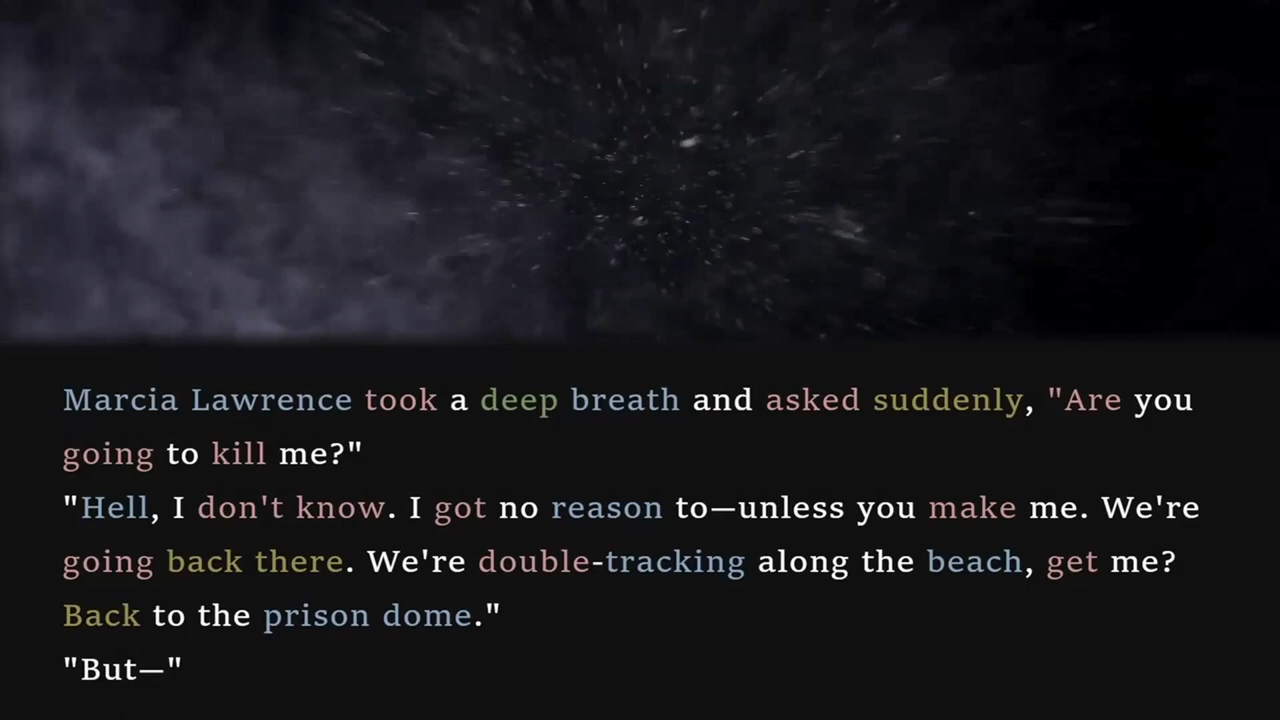 Marcia Lawrence took a deep breath and asked suddenly, "Are you
going to kill me?"
"Hell, I don't know. I got no reason to—unless you make me. We're
going back there. We're double-tracking along the beach, get me?
Back to the prison dome."
"But—"